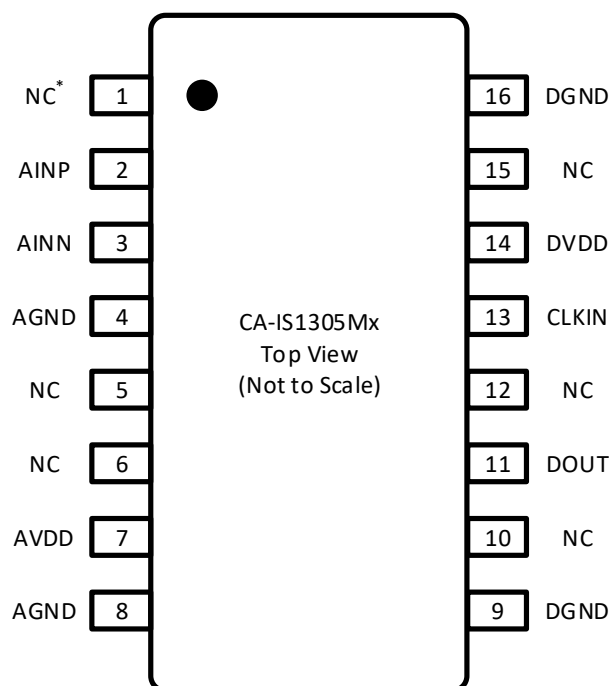 NC* 1 16 DGND
AINP 2 15 NC
AINN 3 14 DVDD
AGND 4 13 CLKIN
CA-IS1305Mx
Top View
(Not to Scale)
NC 5 12 NC
NC 6 11 DOUT
AVDD 7 10 NC
AGND 8 9 DGND